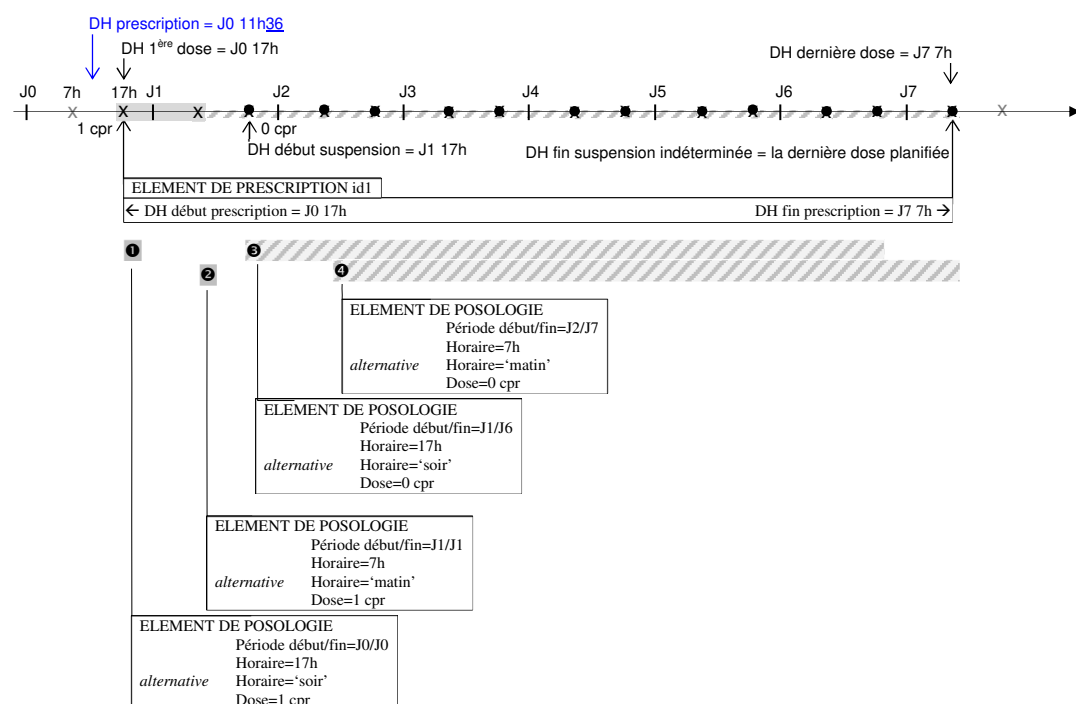 DH prescription = J0 11h36
DH 1ère dose = J0 17h
DH dernière dose = J7 7h
J0 7h 17h J1 J2 J3 J4 J5 J6 J7
x x x x
1 cpr 0 cpr
DH début suspension = J1 17h
DH fin suspension indéterminée = la dernière dose planifiée
ELEMENT DE PRESCRIPTION id1
← DH début prescription = J0 17h DH fin prescription = J7 7h →
❶ ❸
❷ ❹
ELEMENT DE POSOLOGIE
Période début/fin=J2/J7
Horaire=7h
alternative Horaire=‘matin’
Dose=0 cpr
ELEMENT DE POSOLOGIE
Période début/fin=J1/J6
Horaire=17h
alternative Horaire=‘soir’
Dose=0 cpr
ELEMENT DE POSOLOGIE
Période début/fin=J1/J1
Horaire=7h
alternative Horaire=‘matin’
Dose=1 cpr
ELEMENT DE POSOLOGIE
Période début/fin=J0/J0
Horaire=17h
alternative Horaire=‘soir’
Dose=1 cpr